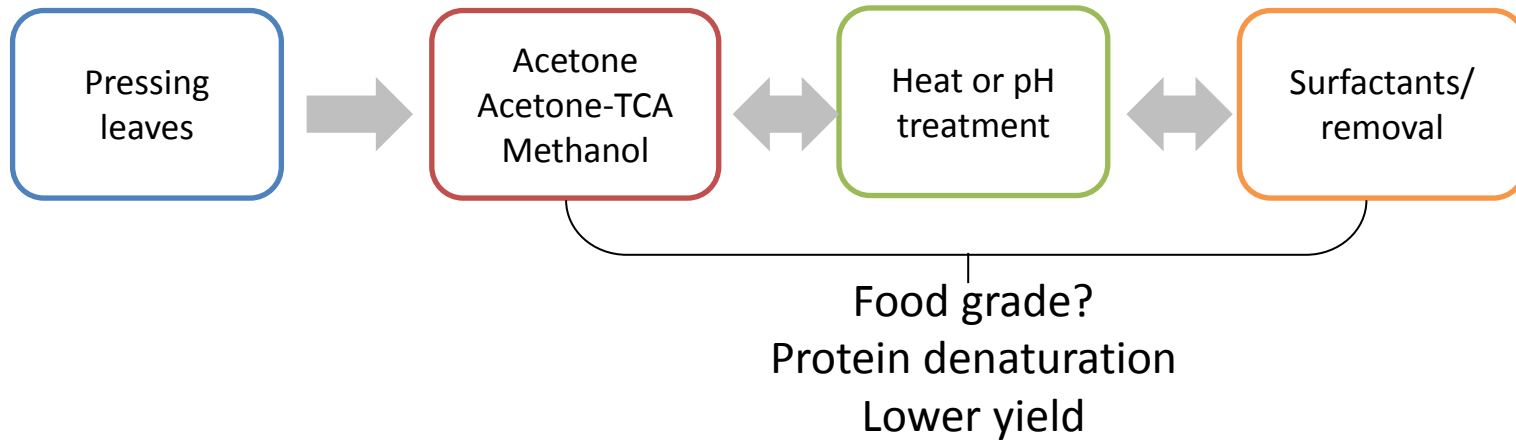 Pressing
leaves
Acetone
Acetone-TCA
Methanol
Heat or pH
treatment
Surfactants/
removal
Food grade?
Protein denaturation
Lower yield